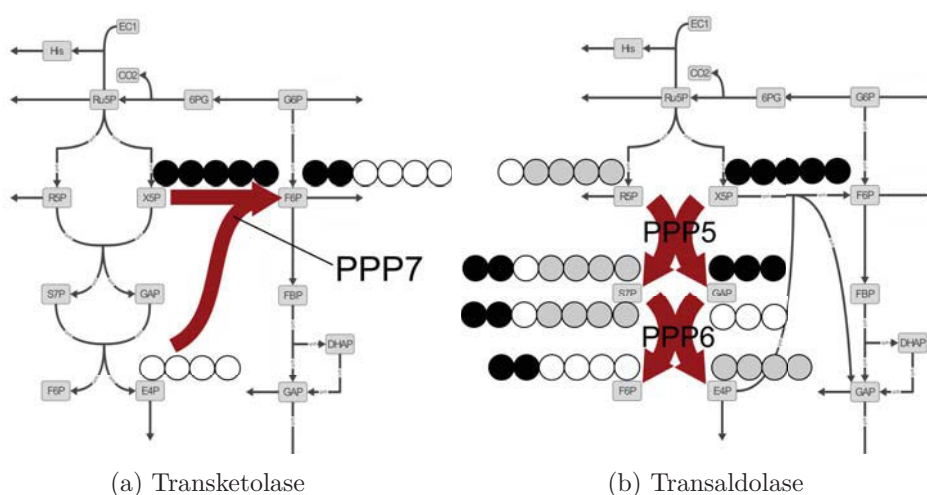 EC1
His
CO2
Ru5P
6PG
G6P
R5P
X5P
F6P
PPP7
S7P
GAP
FBP
DHAP
F6P
E4P
GAP
(a) Transketolase
EC1
His
CO2
Ru5P
6PG
G6P
R5P
X5P
F6P
PPP5
S7P
GAP
FBP
PPP6
DHAP
F6P
E4P
GAP
(b) Transaldolase